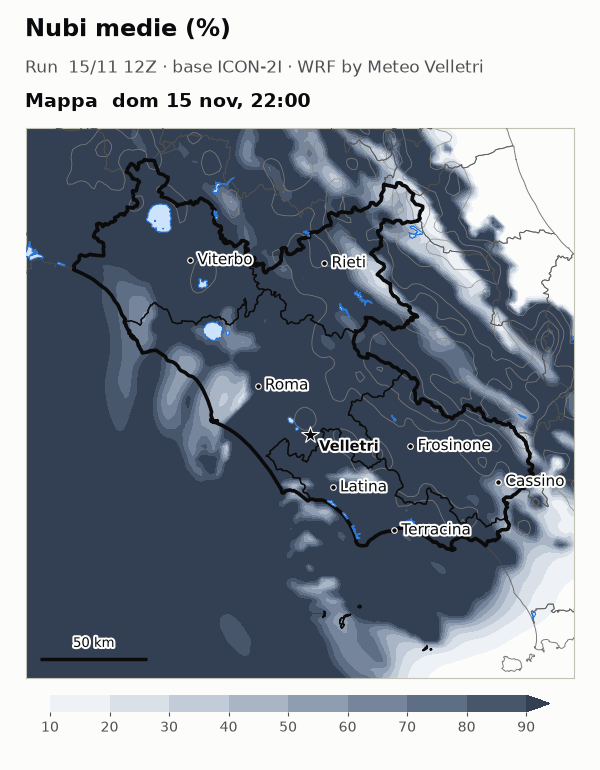 Nubi medie (%)
Run  15/11 12Z · base ICON-2I · WRF by Meteo Velletri
Mappa  dom 15 nov, 22:00
Viterbo
Rieti
Roma
Velletri
Frosinone
Cassino
Latina
Terracina
50 km
10 20 30 40 50 60 70 80 90